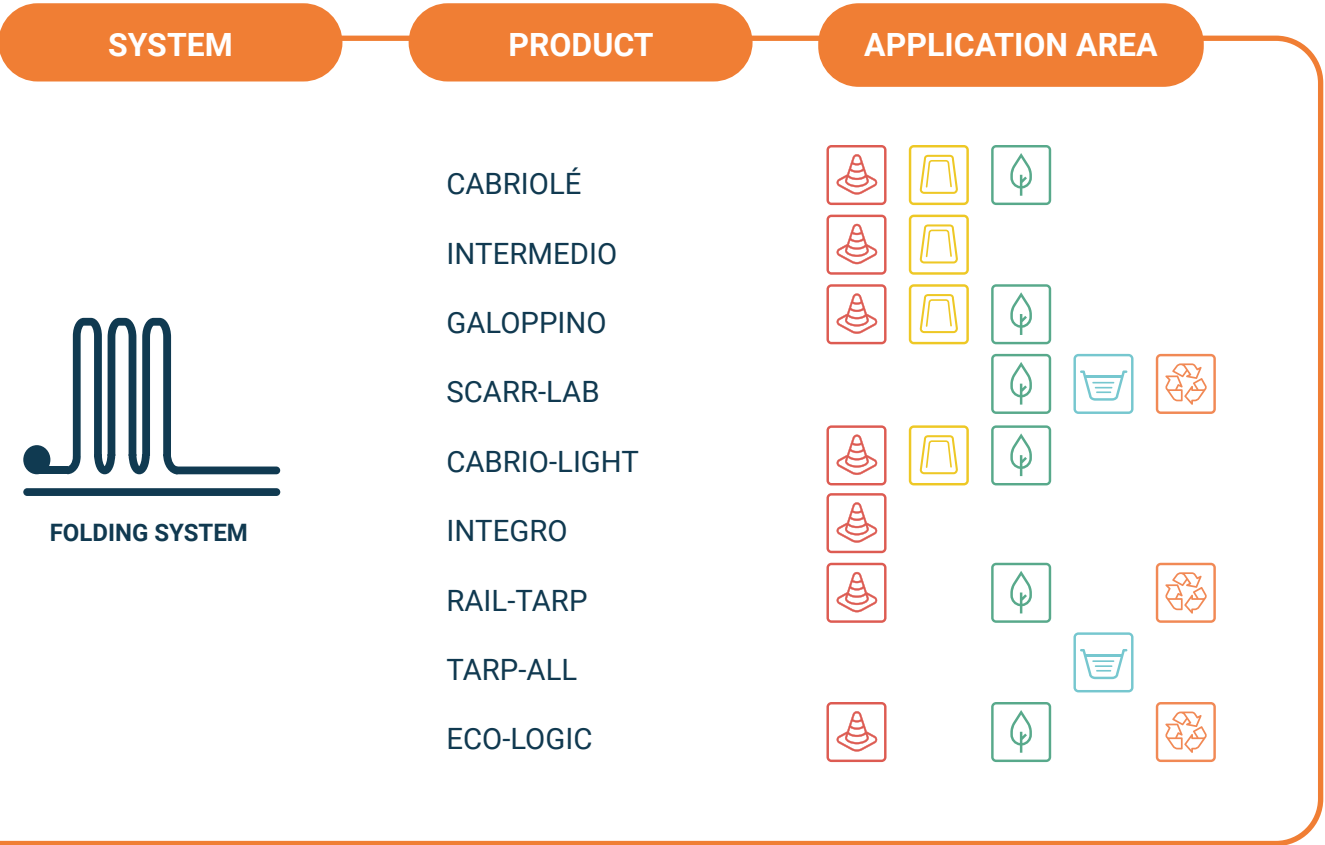 SYSTEM
PRODUCT
APPLICATION AREA
CABRIOLÉ
INTERMEDIO
GALOPPINO
SCARR-LAB
CABRIO-LIGHT
INTEGRO
RAIL-TARP
TARP-ALL
ECO-LOGIC
FOLDING SYSTEM